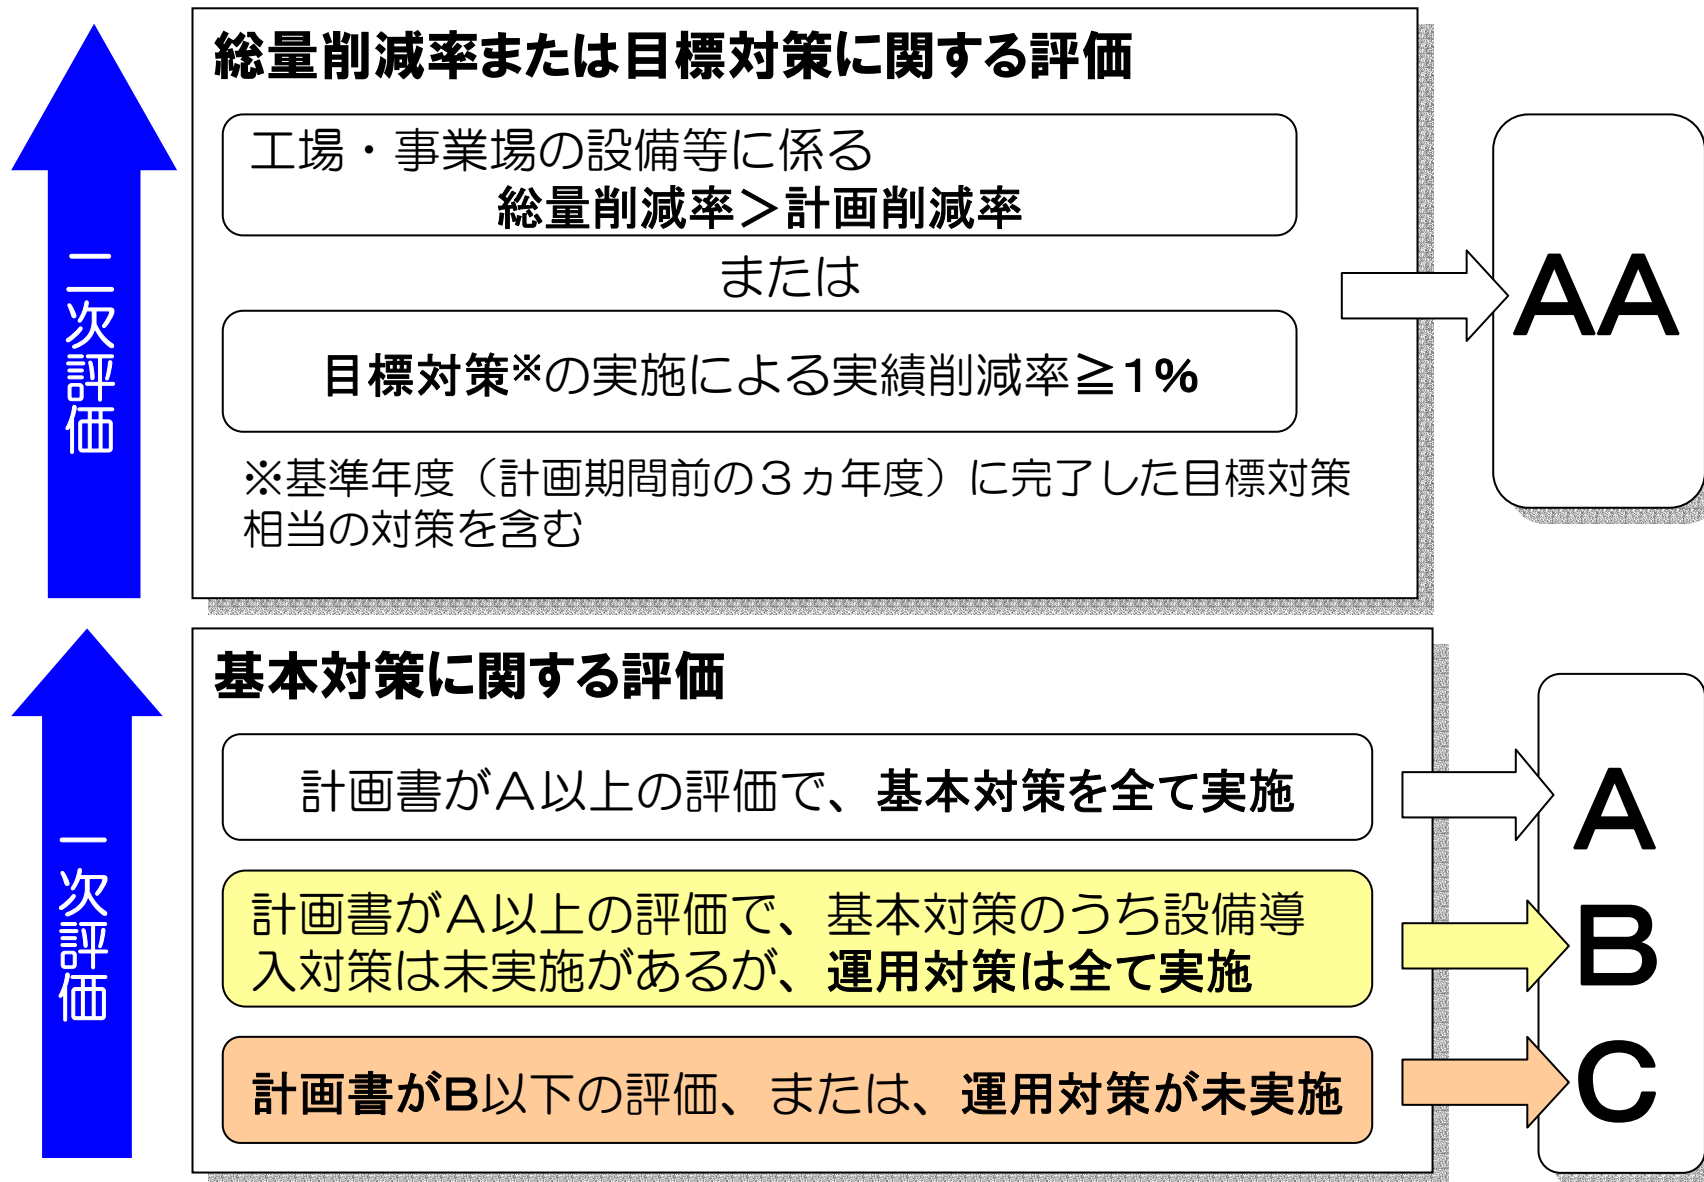 二次評価
総量削減率または目標対策に関する評価
工場・事業場の設備等に係る
総量削減率＞計画削減率
または
目標対策※の実施による実績削減率≧1％
※基準年度（計画期間前の３ヵ年度）に完了した目標対策
相当の対策を含む
AA
一次評価
基本対策に関する評価
計画書がＡ以上の評価で、基本対策を全て実施
A
計画書がＡ以上の評価で、基本対策のうち設備導
入対策は未実施があるが、運用対策は全て実施
B
計画書がB以下の評価、または、運用対策が未実施
C